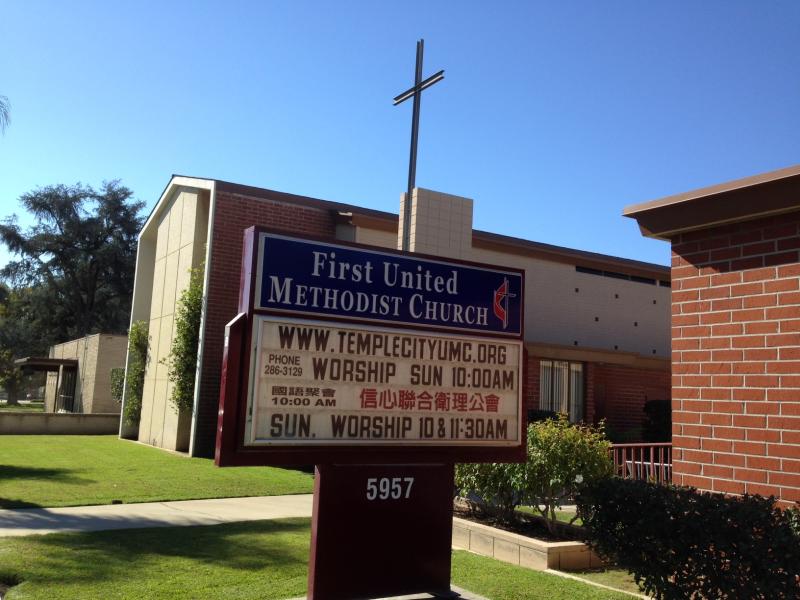 First United
Methodist Church
WWW.TEMPLECITYUMC.ORG
PHONE
286-3129
WORSHIP SUN 10:00AM
國語聚會
10:00 AM
信心聯合衛理公會
SUN. WORSHIP 10 & 11:30AM
5957